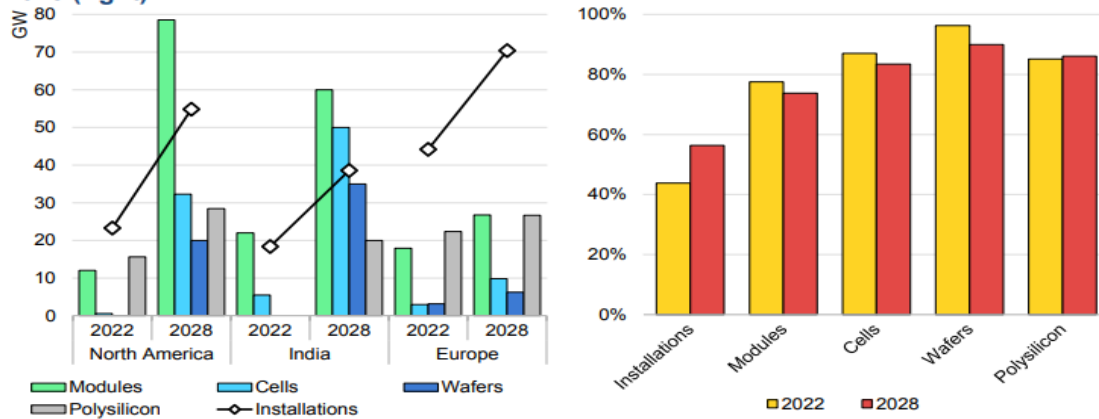 GW
80
70
60
50
40
30
20
10
0
2022 2028 2022 2028 2022 2028
North America India Europe
Modules Cells Wafers
Polysilicon Installations
100%
80%
60%
40%
20%
0%
Installations Modules Cells Wafers Polysilicon
2022 2028